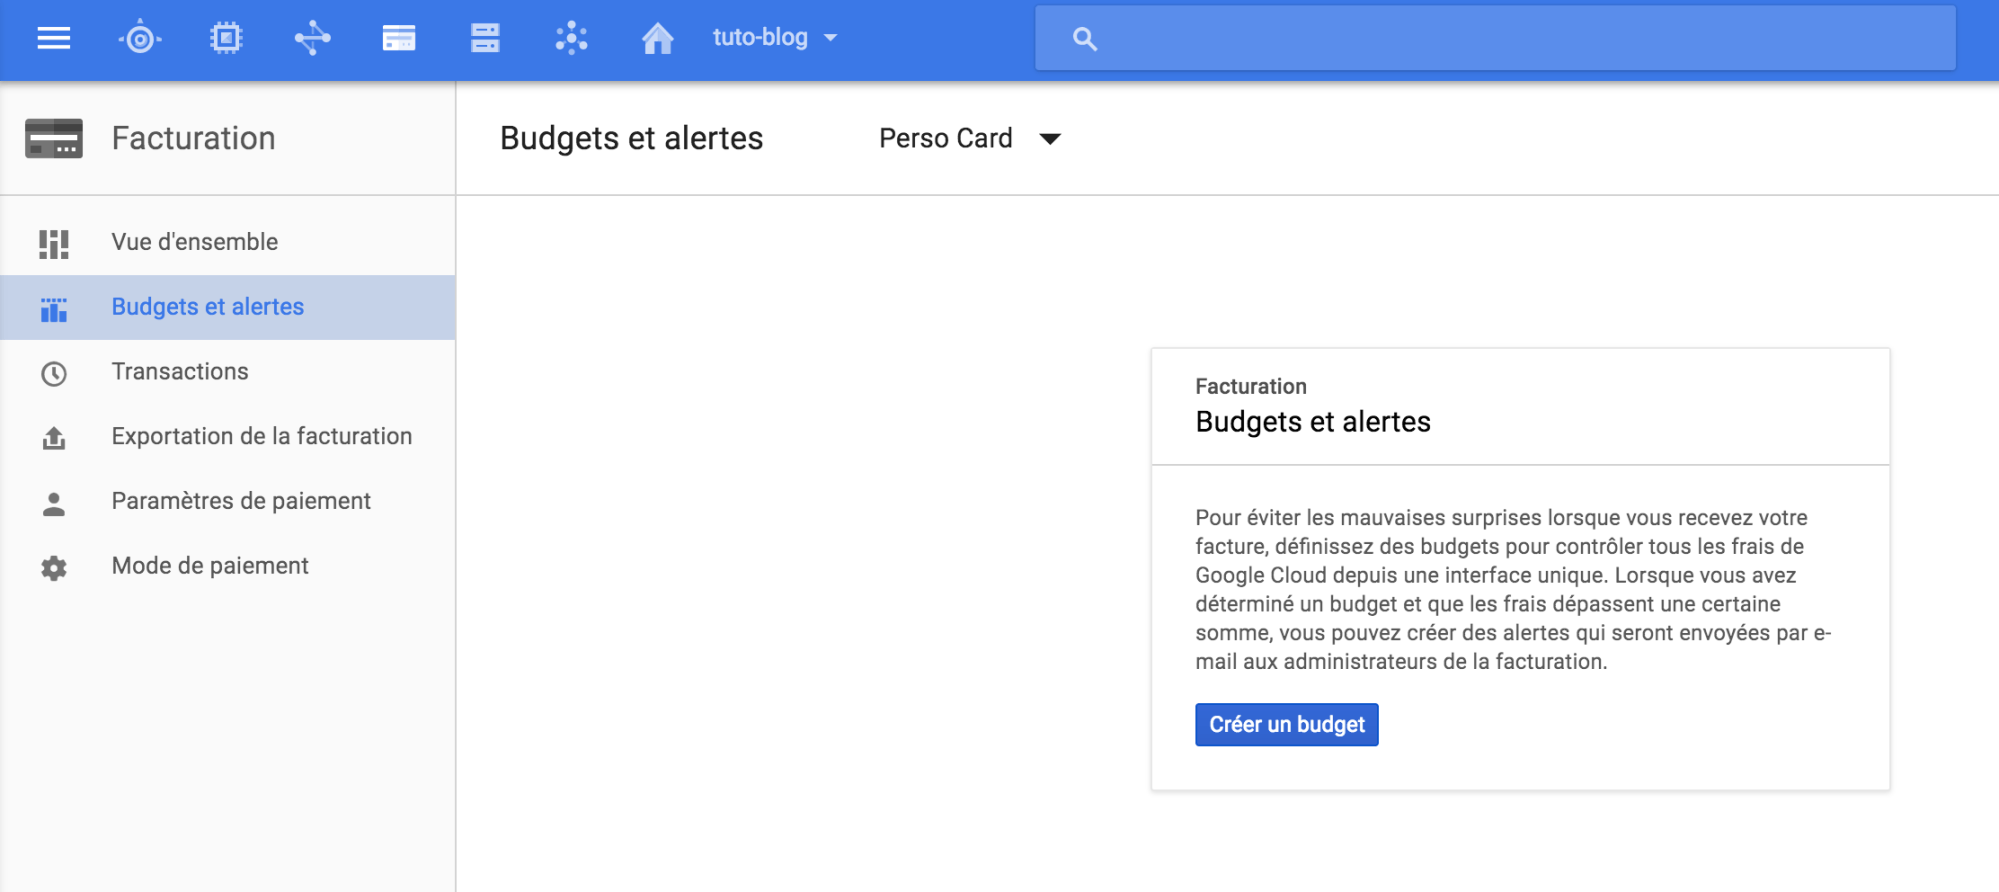 tuto-blog
Facturation
Budgets et alertes
Perso Card
Vue d'ensemble
Budgets et alertes
Transactions
Exportation de la facturation
Paramètres de paiement
Mode de paiement
Facturation
Budgets et alertes
Pour éviter les mauvaises surprises lorsque vous recevez votre
facture, définissez des budgets pour contrôler tous les frais de
Google Cloud depuis une interface unique. Lorsque vous avez
déterminé un budget et que les frais dépassent une certaine
somme, vous pouvez créer des alertes qui seront envoyées par e-
mail aux administrateurs de la facturation.
Créer un budget